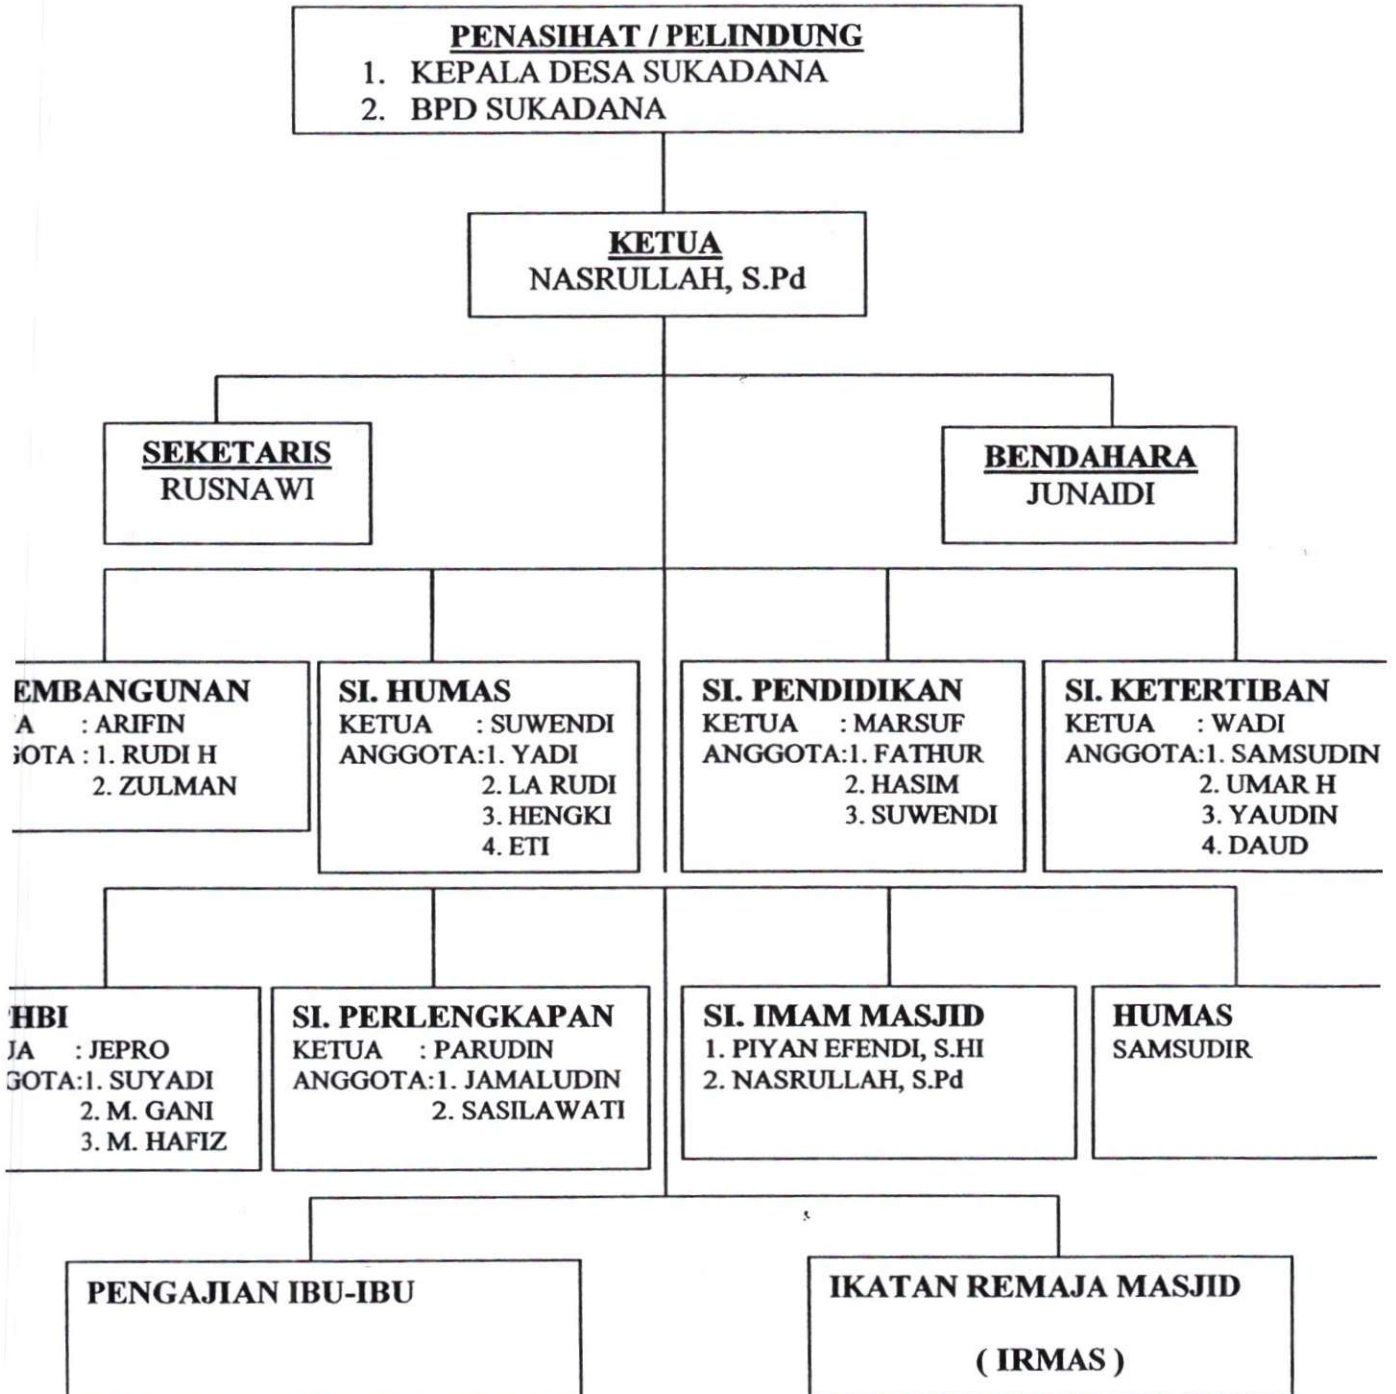 PENASIHAT / PELINDUNG
1. KEPALA DESA SUKADANA
2. BPD SUKADANA
KETUA
NASRULLAH, S.Pd
SEKETARIS
RUSNAWI
BENDAHARA
JUNAIDI
EMBANGUNAN
A : ARIFIN
GOTA : 1. RUDI H
2. ZULMAN
SI. HUMAS
KETUA : SUWENDI
ANGGOTA:1. YADI
2. LA RUDI
3. HENGKI
4. ETI
SI. PENDIDIKAN
KETUA : MARSUF
ANGGOTA:1. FATHUR
2. HASIM
3. SUWENDI
SI. KETERTIBAN
KETUA : WADI
ANGGOTA:1. SAMSUDIN
2. UMAR H
3. YAUDIN
4. DAUD
HBI
UA : JEPRO
GOTA:1. SUYADI
2. M. GANI
3. M. HAFIZ
SI. PERLENGKAPAN
KETUA : PARUDIN
ANGGOTA:1. JAMALUDIN
2. SASILAWATI
SI. IMAM MASJID
1. PIYAN EFENDI, S.HI
2. NASRULLAH, S.Pd
HUMAS
SAMSUDIR
PENGAJIAN IBU-IBU
IKATAN REMAJA MASJID
( IRMAS )